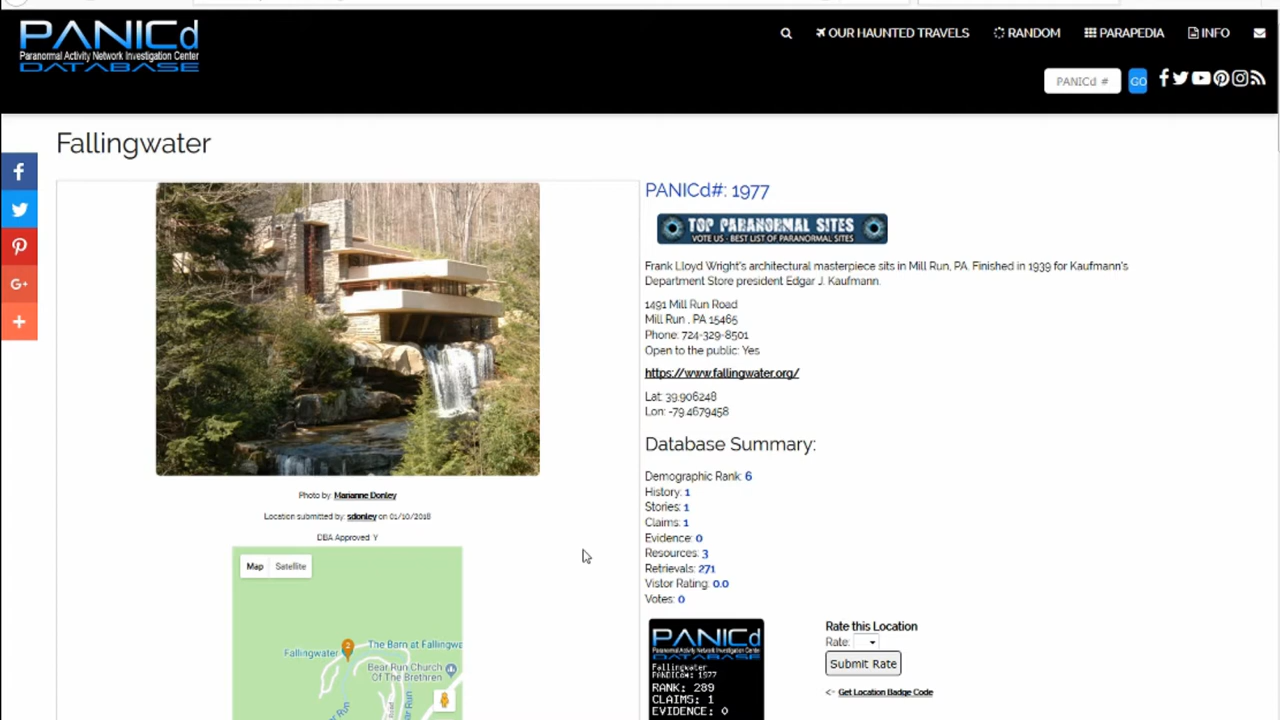 PANICd
Paranormal Activity Network Investigation Center
DATABASE
OUR HAUNTED TRAVELS
RANDOM
PARAPEDIA
INFO
PANICd #
GO
Fallingwater
PANICd#: 1977
TOP PARANORMAL SITES
VOTE US - BEST LIST OF PARANORMAL SITES
Frank Lloyd Wright's architectural masterpiece sits in Mill Run, PA. Finished in 1939 for Kaufmann's
Department Store president Edgar J. Kaufmann.
1491 Mill Run Road
Mill Run , PA 15465
Phone: 724-329-8501
Open to the public: Yes
https://www.fallingwater.org/
Lat: 39.906248
Lon: -79.4679458
Database Summary:
Demographic Rank: 6
History: 1
Stories: 1
Claims: 1
Evidence: 0
Resources: 3
Retrievals: 271
Vistor Rating: 0.0
Votes: 0
G+
Photo by: Marianne Donley
Location submitted by: sdonley on 01/10/2018
DBA Approved: Y
Map
Satellite
Fallingwater
2
The Barn at Fallingwa
Bear Run Church
Of The Brethren
PANICd
Paranormal Activity Network Investigation Center
DATABASE
Fallingwater
PANICd#: 1977
RANK: 289
CLAIMS: 1
EVIDENCE: 0
Rate this Location
Rate:
Submit Rate
<- Get Location Badge Code